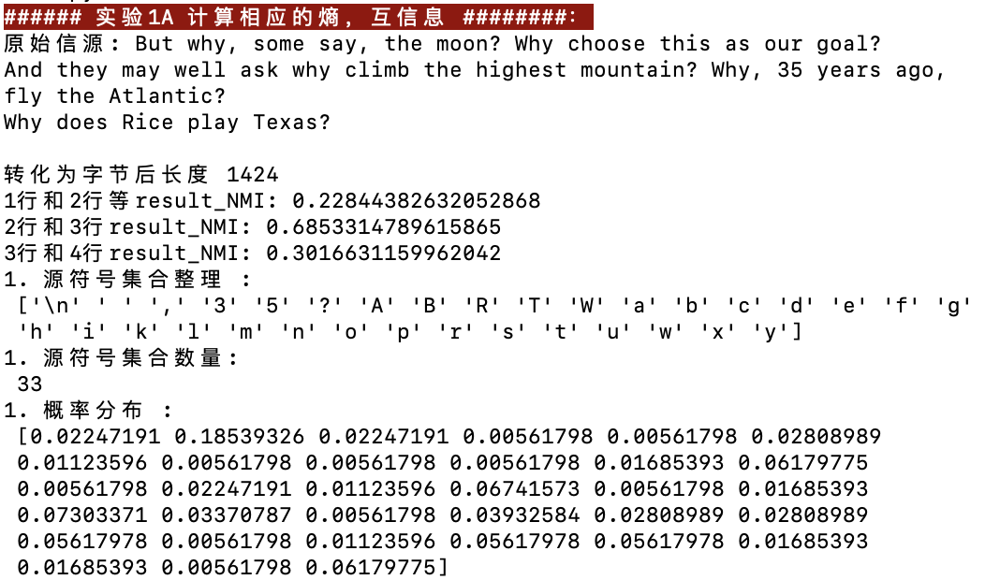 ###### 实验1A 计算相应的熵，互信息 ########:
原始信源: But why, some say, the moon? Why choose this as our goal?
And they may well ask why climb the highest mountain? Why, 35 years ago,
fly the Atlantic?
Why does Rice play Texas?
转化为字节后长度 1424
1行和2行等result_NMI: 0.22844382632052868
2行和3行result_NMI: 0.6853314789615865
3行和4行result_NMI: 0.3016631159962042
1. 源符号集合整理 :
['\n' ' ' ',' '3' '5' '?' 'A' 'B' 'R' 'T' 'W' 'a' 'b' 'c' 'd' 'e' 'f' 'g'
'h' 'i' 'k' 'l' 'm' 'n' 'o' 'p' 'r' 's' 't' 'u' 'w' 'x' 'y']
1. 源符号集合数量:
33
1. 概率分布 :
[0.02247191 0.18539326 0.02247191 0.00561798 0.00561798 0.02808989
0.01123596 0.00561798 0.00561798 0.00561798 0.01685393 0.06179775
0.00561798 0.02247191 0.01123596 0.06741573 0.00561798 0.01685393
0.07303371 0.03370787 0.00561798 0.03932584 0.02808989 0.02808989
0.05617978 0.00561798 0.01123596 0.05617978 0.05617978 0.01685393
0.01685393 0.00561798 0.06179775]